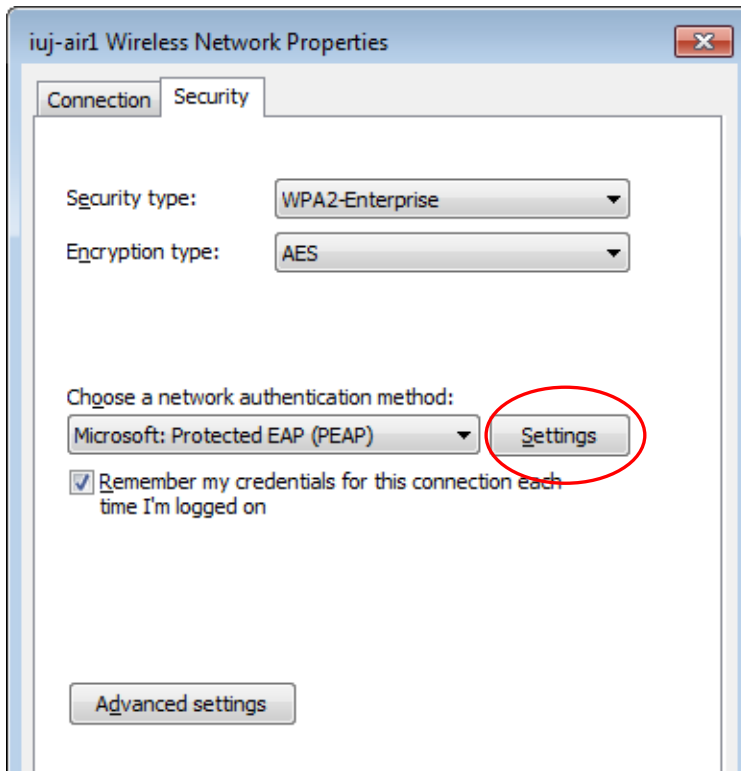 iuj-air1 Wireless Network Properties
Connection
Security
Security type:
WPA2-Enterprise
Encryption type:
AES
Choose a network authentication method:
Microsoft: Protected EAP (PEAP)
Settings
Remember my credentials for this connection each
time I'm logged on
Advanced settings